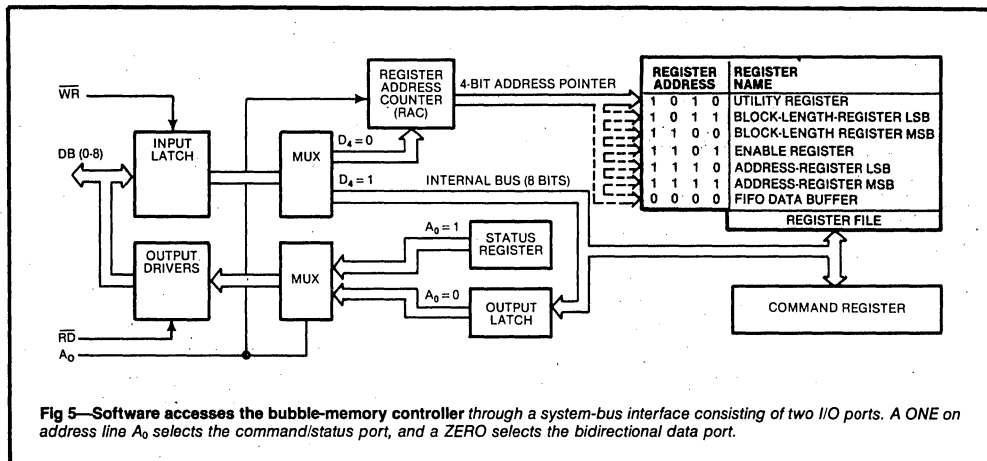 WR
DB (0-8)
INPUT
LATCH
MUX
REGISTER
ADDRESS
COUNTER
(RAC)
4-BIT ADDRESS POINTER
D4=0
D4=1
INTERNAL BUS (8 BITS)
REGISTER ADDRESS REGISTER NAME
1 0 1 0 UTILITY REGISTER
1 0 1 1 BLOCK-LENGTH-REGISTER LSB
1 1 0 0 BLOCK-LENGTH REGISTER MSB
1 1 0 1 ENABLE REGISTER
1 1 1 0 ADDRESS-REGISTER LSB
1 1 1 1 ADDRESS-REGISTER MSB
0 0 0 0 FIFO DATA BUFFER
REGISTER FILE
OUTPUT
DRIVERS
MUX
A0=1
STATUS
REGISTER
A0=0
OUTPUT
LATCH
COMMAND REGISTER
RD
A0
Fig 5—Software accesses the bubble-memory controller through a system-bus interface consisting of two I/O ports. A ONE on
address line A0 selects the command/status port, and a ZERO selects the bidirectional data port.